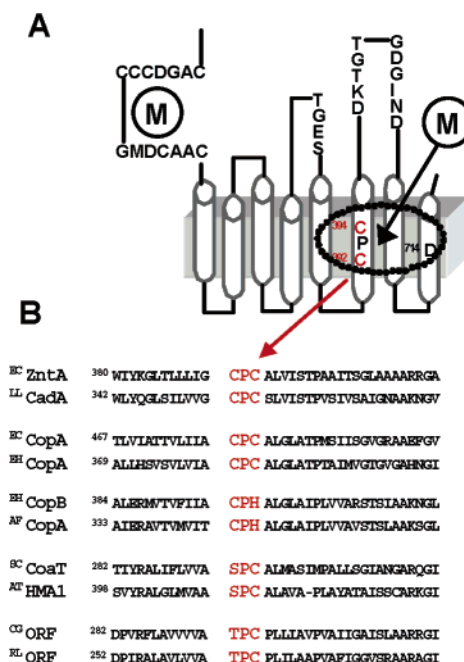 A
CCCDGAC
M
GMDCAAC
TGES
TGTKD
GDGIND
M
394 C
P
392 C
714 D
B
EC ZntA 380 WIYKGLTLLLIG CPC ALVISTPAAITSGLAAAARRGA
LL CadA 342 WLYQGLSILVVG CPC SLVISTPVSIVSAIGNAAKNGV
EC CopA 467 TLVIATTVLILA CPC ALGLATPMSIISGVGRAAEFGV
EH CopA 369 ALLHSVSVLVIA CPC ALGLATPTAIMVGTGVGAHNGI
EH CopB 384 ALERMVTVFIIA CPH ALGLAIPLVVARSTSIAAKNGL
AF CopA 333 AIERAVTVMVIT CPH ALGLAIPLVVAVSTSLAAKSGL
SC CoaT 282 TIYRALIFLVVA SPC ALMASIMPALLSGIANGARQGI
AT HMA1 398 SVYRALGLMVAA SPC ALAVA-PLAYATAISSCARKGI
CG ORF 282 DPVRFLAVVVVA TPC PLLIAVPVAIIGAISLAARRGI
RL ORF 252 DPIRALAVLVVA TPC PLILAAPVAFIGGVSRAARAGI